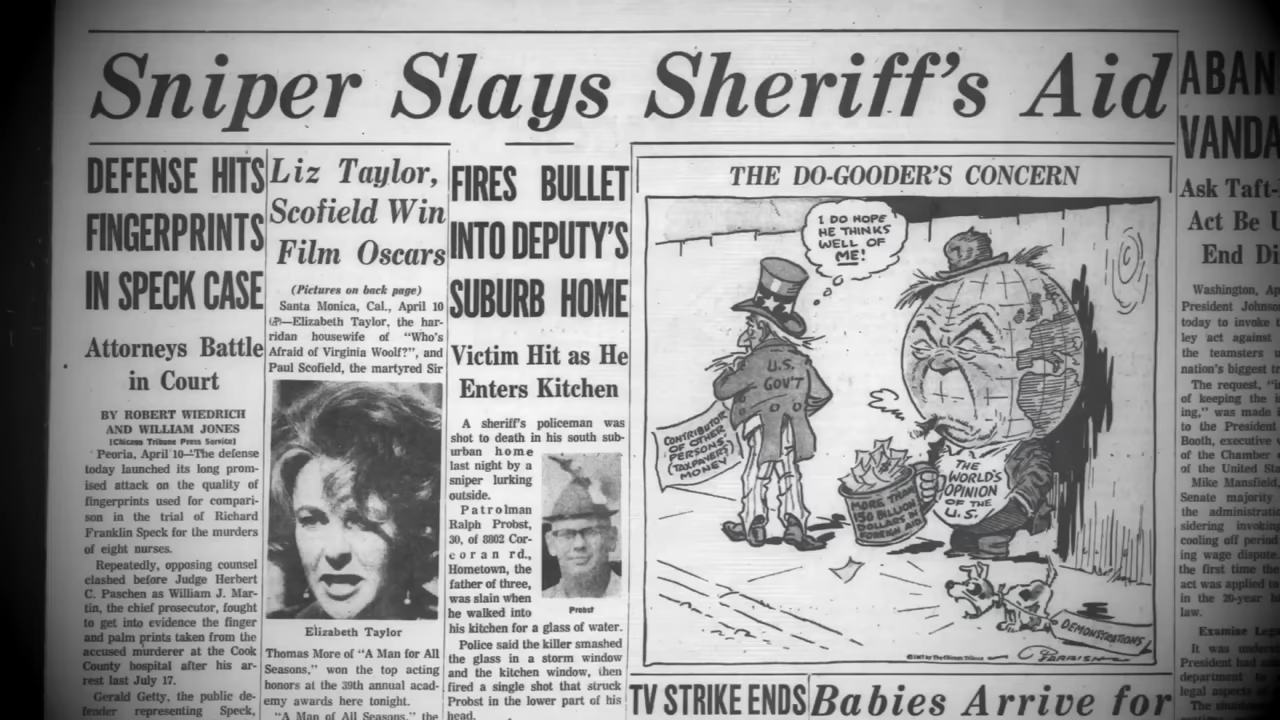 Sniper Slays Sheriff's Aid
DEFENSE HITS
FINGERPRINTS
IN SPECK CASE
Attorneys Battle
in Court
BY ROBERT WIEDRICH
AND WILLIAM JONES
[Chicago Tribune Press Service]
Peoria, April 10—The defense
today launched its long prom-
ised attack on the quality of
fingerprints used for compari-
son in the trial of Richard
Franklin Speck for the murders
of eight nurses.
Repeatedly, opposing counsel
clashed before Judge Herbert
C. Paschen as William J. Mar-
tin, the chief prosecutor, fought
to get into evidence the finger
and palm prints taken from the
accused murderer at the Cook
County hospital after his ar-
rest last July 17.
Gerald Getty, the public de-
fender representing Speck,
Liz Taylor,
Scofield Win
Film Oscars
(Pictures on back page)
Santa Monica, Cal., April 10
(AP)—Elizabeth Taylor, the har-
ridan housewife of "Who's
Afraid of Virginia Woolf?", and
Paul Scofield, the martyred Sir
Elizabeth Taylor
Thomas More of "A Man for All
Seasons," won the top acting
honors at the 39th annual acad-
emy awards here tonight.
"A Man of All Seasons," the
FIRES BULLET
INTO DEPUTY'S
SUBURB HOME
Victim Hit as He
Enters Kitchen
A sheriff's policeman was
shot to death in his south sub-
urban home
last night by a
sniper lurking
outside.
Patrolman
Ralph Probst,
30, of 8802 Cor-
coran rd.,
Hometown, the
father of three,
was slain when
he walked into
his kitchen for a glass of water.
Probst
Police said the killer smashed
the glass in a storm window
and the kitchen window, then
fired a single shot that struck
Probst in the lower part of his
head.
THE DO-GOODER'S CONCERN
I DO HOPE
HE THINKS
WELL OF
ME!
U.S.
GOV'T
CONTRIBUTOR
OF OTHER
PERSONS'
(TAXPAYERS')
MONEY
MORE THAN
150 BILLION
DOLLARS IN
FOREIGN AID
THE
WORLD'S
OPINION
OF THE
U.S.
DEMONSTRATIONS
PARRISH
©1967 by The Chicago Tribune
TV STRIKE ENDS
Babies Arrive for
ABAN
VANDA
Ask Taft-
Act Be U
End Di
Washington, Ap
President Johns
today to invoke
ley act against
the teamsters u
nation's biggest tr
The request, "i
of keeping the i
ing," was made
to the President
Booth, executive v
of the Chamber
of the United Sta
Mike Mansfield,
Senate majority
the administrati
sidering invokin
cooling off period
ing wage dispute.
the first time the
act was applied t
in the 20-year h
law.
Examine Leg
It was unders
President had as
department to
legal aspects of